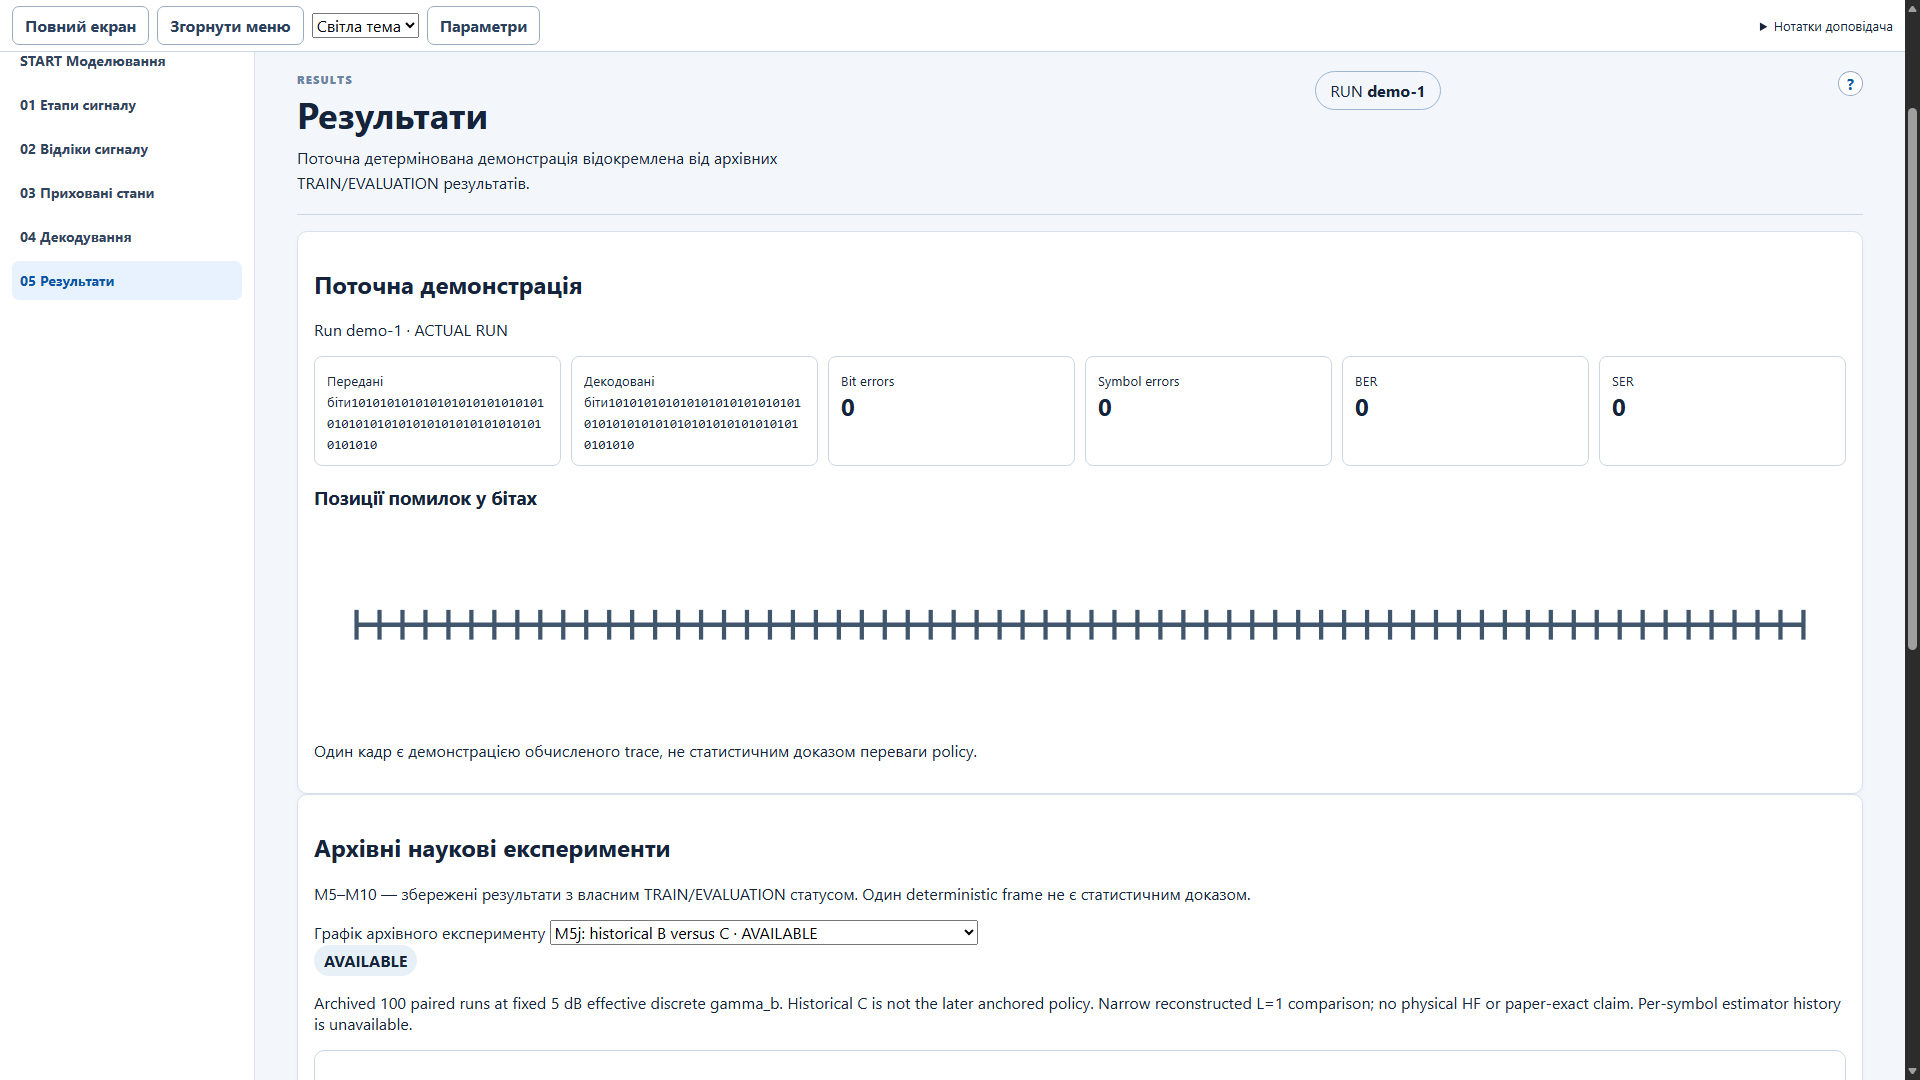 Повний екран
Згорнути меню
Світла тема
Параметри
Нотатки доповідача
START Моделювання
01 Етапи сигналу
02 Відліки сигналу
03 Приховані стани
04 Декодування
05 Результати
RESULTS
RUN demo-1
?
Результати
Поточна детермінована демонстрація відокремлена від архівних
TRAIN/EVALUATION результатів.
Поточна демонстрація
Run demo-1 · ACTUAL RUN
Передані
біти10101010101010101010101010101
01010101010101010101010101010
0101010
Декодовані
біти10101010101010101010101010101
01010101010101010101010101010
0101010
Bit errors
0
Symbol errors
0
BER
0
SER
0
Позиції помилок у бітах
Один кадр є демонстрацією обчисленого trace, не статистичним доказом переваги policy.
Архівні наукові експерименти
M5–M10 — збережені результати з власним TRAIN/EVALUATION статусом. Один deterministic frame не є статистичним доказом.
Графік архівного експерименту M5j: historical B versus C · AVAILABLE
AVAILABLE
Archived 100 paired runs at fixed 5 dB effective discrete gamma_b. Historical C is not the later anchored policy. Narrow reconstructed L=1 comparison; no physical HF or paper-exact claim. Per-symbol estimator history
is unavailable.